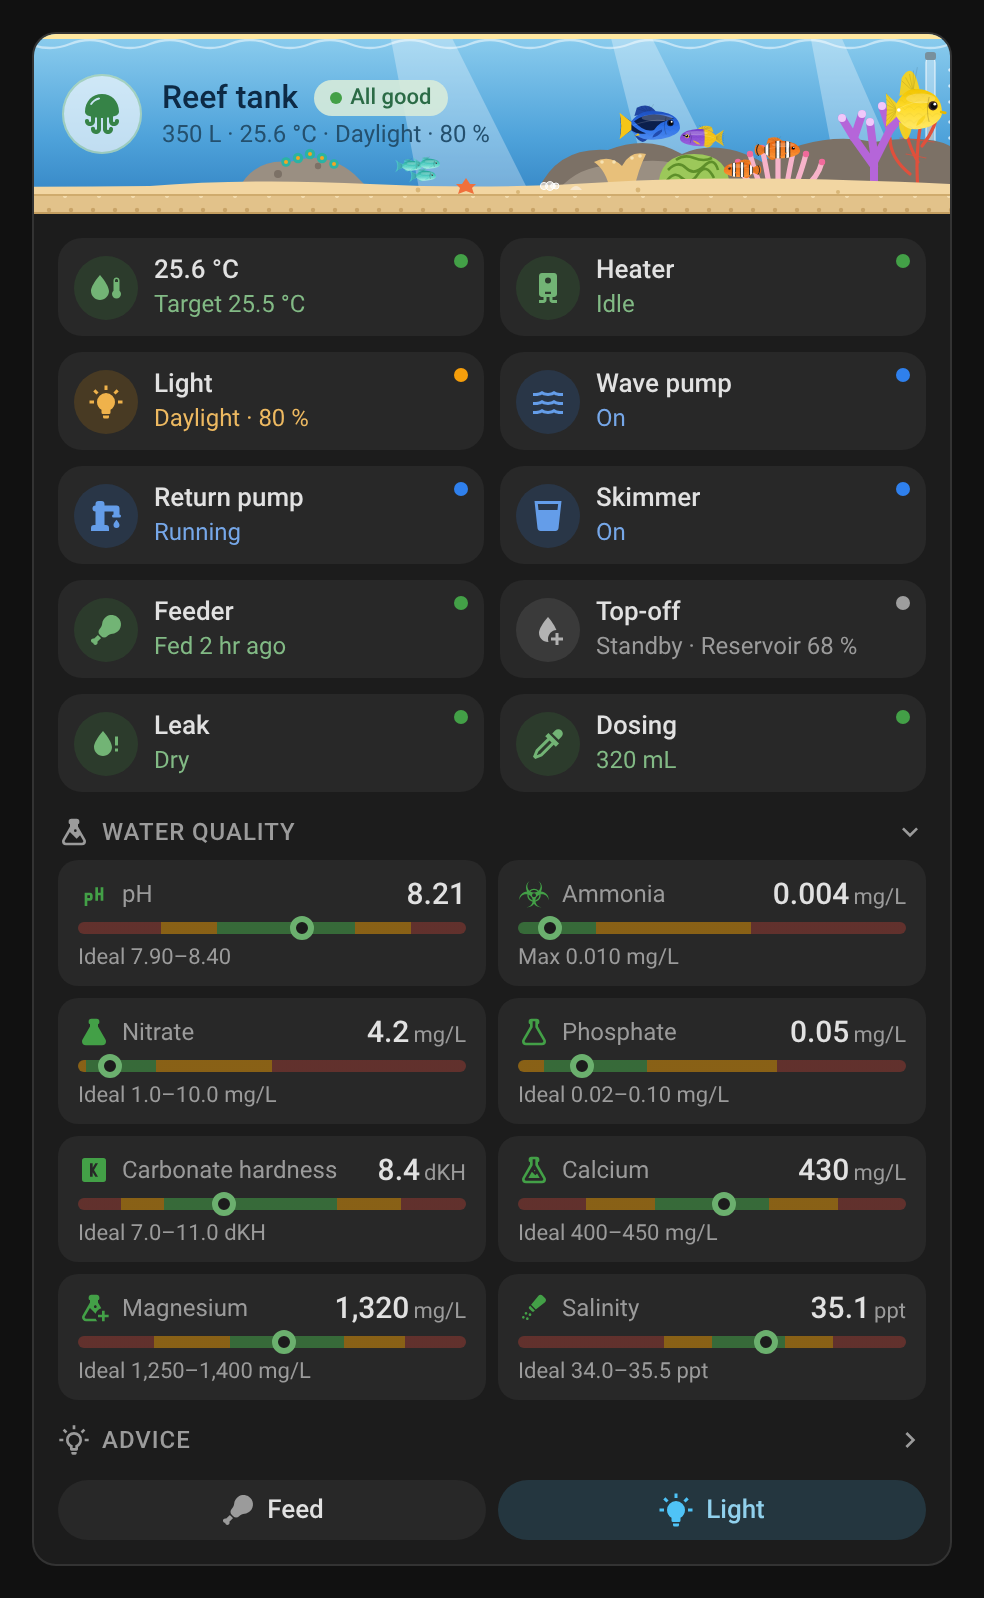 Reef tank
All good
350 L · 25.6 °C · Daylight · 80 %
25.6 °C
Target 25.5 °C
Heater
Idle
Light
Daylight · 80 %
Wave pump
On
Return pump
Running
Skimmer
On
Feeder
Fed 2 hr ago
Top-off
Standby · Reservoir 68 %
Leak
Dry
Dosing
320 mL
WATER QUALITY
pH pH 8.21
Ideal 7.90–8.40
Ammonia 0.004 mg/L
Max 0.010 mg/L
Nitrate 4.2 mg/L
Ideal 1.0–10.0 mg/L
Phosphate 0.05 mg/L
Ideal 0.02–0.10 mg/L
K Carbonate hardness 8.4 dKH
Ideal 7.0–11.0 dKH
Calcium 430 mg/L
Ideal 400–450 mg/L
Magnesium 1,320 mg/L
Ideal 1,250–1,400 mg/L
Salinity 35.1 ppt
Ideal 34.0–35.5 ppt
ADVICE
Feed
Light